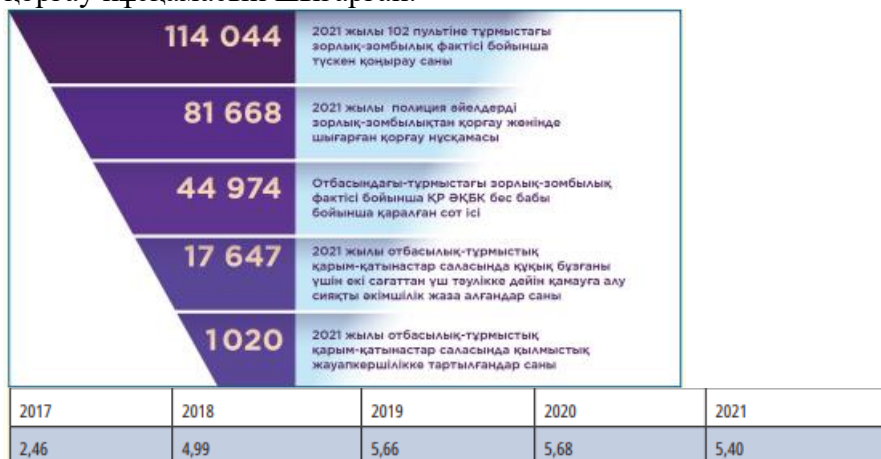 114 044
2021 жылы 102 пультіне тұрмыстағы
зорлық-зомбылық фактісі бойынша
түскен қоңырау саны
81 668
2021 жылы полиция әйелдерді
зорлық-зомбылықтан қорғау жөнінде
шығарған қорғау нұсқамасы
44 974
Отбасындағы-тұрмыстағы зорлық-зомбылық
фактісі бойынша ҚР ӘҚБК бес бабы
бойынша қаралған сот ісі
17 647
2021 жылы отбасылық-тұрмыстық
қарым-қатынастар саласында құқық бұзғаны
үшін екі сағаттан үш тәулікке дейін қамауға алу
сияқты әкімшілік жаза алғандар саны
1020
2021 жылы отбасылық-тұрмыстық
қарым-қатынастар саласында қылмыстық
жауапкершілікке тартылғандар саны
2017 2018 2019 2020 2021
2,46 4,99 5,66 5,68 5,40